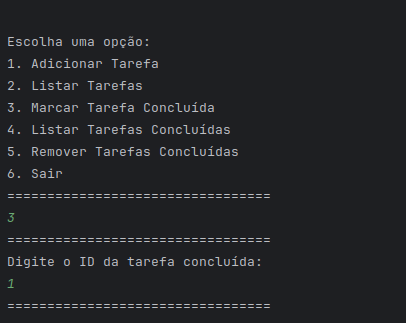 Escolha uma opção:
1. Adicionar Tarefa
2. Listar Tarefas
3. Marcar Tarefa Concluída
4. Listar Tarefas Concluídas
5. Remover Tarefas Concluídas
6. Sair
=================================
3
=================================
Digite o ID da tarefa concluída:
1
=================================